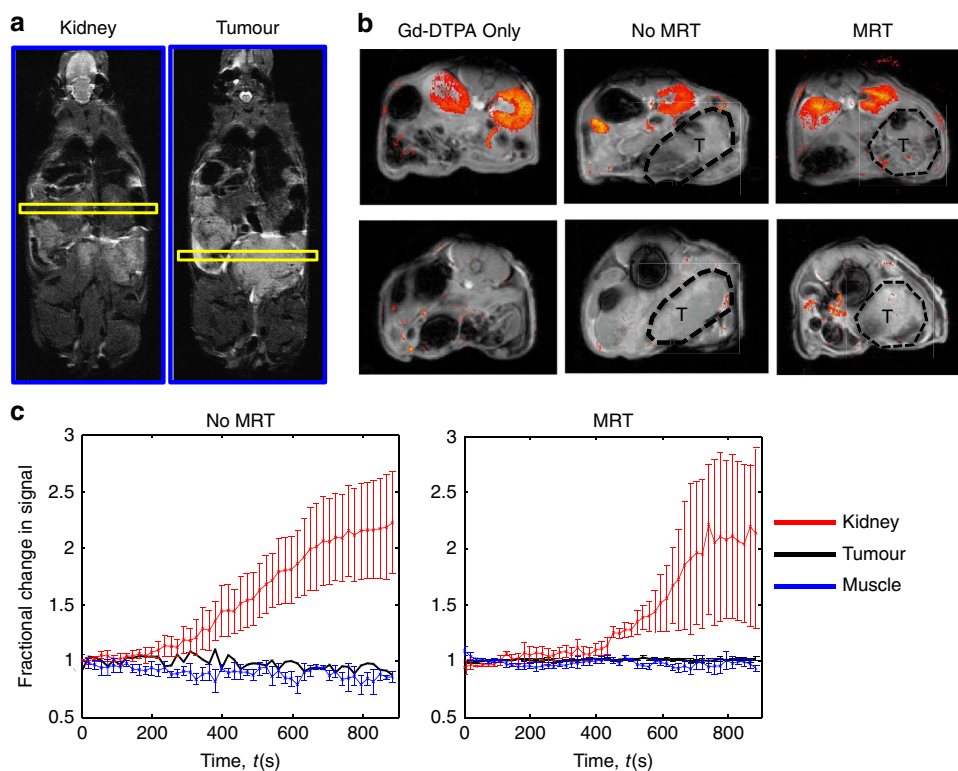 a
Kidney
Tumour
b
Gd-DTPA Only
No MRT
MRT
T
T
T
T
c
No MRT
MRT
Fractional change in signal
3
2.5
2
1.5
1
0.5
0
200
400
600
800
Time, t(s)
3
2.5
2
1.5
1
0.5
0
200
400
600
800
Time, t(s)
Kidney
Tumour
Muscle